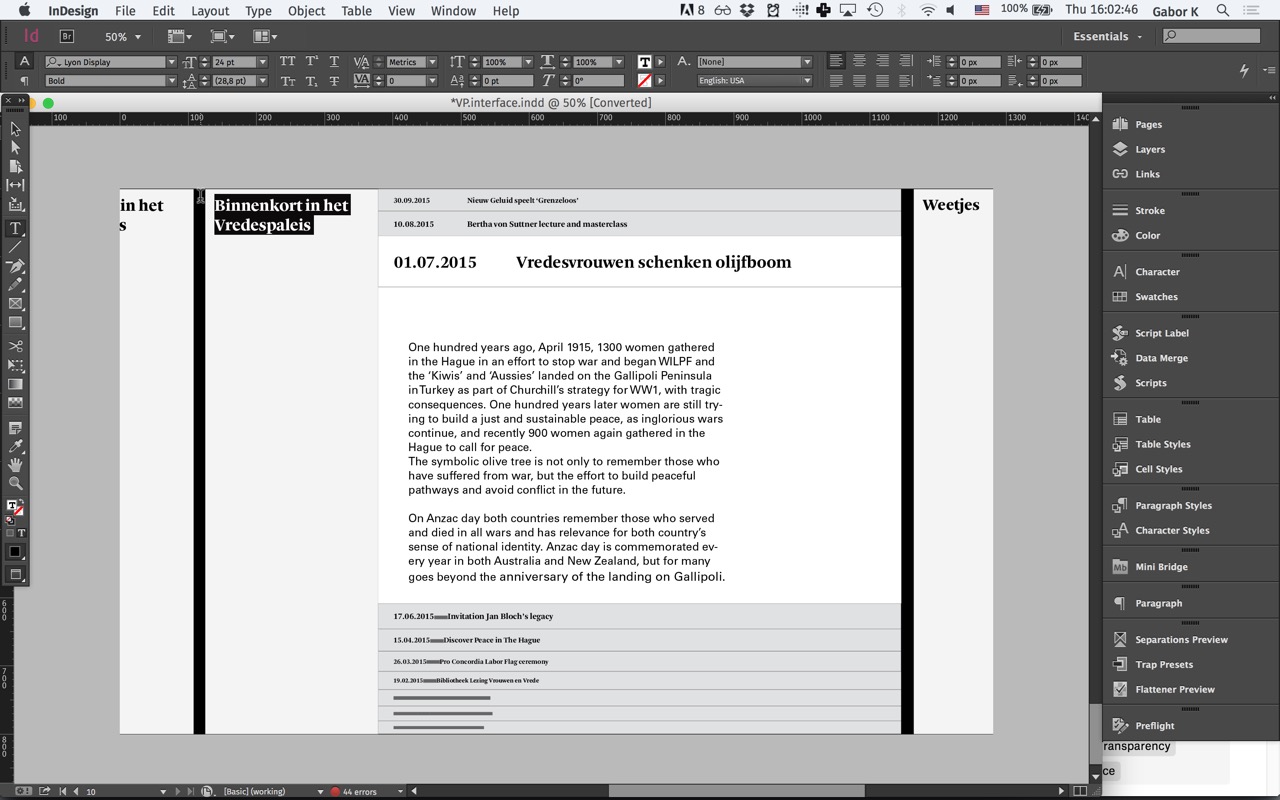 InDesign File Edit Layout Type Object Table View Window Help 8 100% Thu 16:02:46 Gabor K
Id Br 50% Essentials
A Lyon Display 24 pt TT T¹ T Metrics 100% 100% T A. [None] 0 px 0 px
¶ Bold (28,8 pt) 0 0 pt 0° English: USA 0 px 0 px
*VP.interface.indd @ 50% [Converted]
100 0 100 200 300 400 500 600 700 800 900 1000 1100 1200 1300 140
in het
s
Binnenkort in het
Vredespaleis
30.09.2015 Nieuw Geluid speelt ‘Grenzeloos’
10.08.2015 Bertha von Suttner lecture and masterclass
01.07.2015 Vredesvrouwen schenken olijfboom
One hundred years ago, April 1915, 1300 women gathered
in the Hague in an effort to stop war and began WILPF and
the ‘Kiwis’ and ‘Aussies’ landed on the Gallipoli Peninsula
in Turkey as part of Churchill’s strategy for WW1, with tragic
consequences. One hundred years later women are still try-
ing to build a just and sustainable peace, as inglorious wars
continue, and recently 900 women again gathered in the
Hague to call for peace.
The symbolic olive tree is not only to remember those who
have suffered from war, but the effort to build peaceful
pathways and avoid conflict in the future.
On Anzac day both countries remember those who served
and died in all wars and has relevance for both country’s
sense of national identity. Anzac day is commemorated ev-
ery year in both Australia and New Zealand, but for many
goes beyond the anniversary of the landing on Gallipoli.
17.06.2015 Invitation Jan Bloch’s legacy
15.04.2015 Discover Peace in The Hague
26.03.2015 Pro Concordia Labor Flag ceremony
19.02.2015 Bibliotheek Lezing Vrouwen en Vrede
Weetjes
Pages
Layers
Links
Stroke
Color
Character
Swatches
Script Label
Data Merge
Scripts
Table
Table Styles
Cell Styles
Paragraph Styles
Character Styles
Mb Mini Bridge
Paragraph
Separations Preview
Trap Presets
Flattener Preview
Preflight
ransparency
ce
600
700
800
10 [Basic] (working) 44 errors